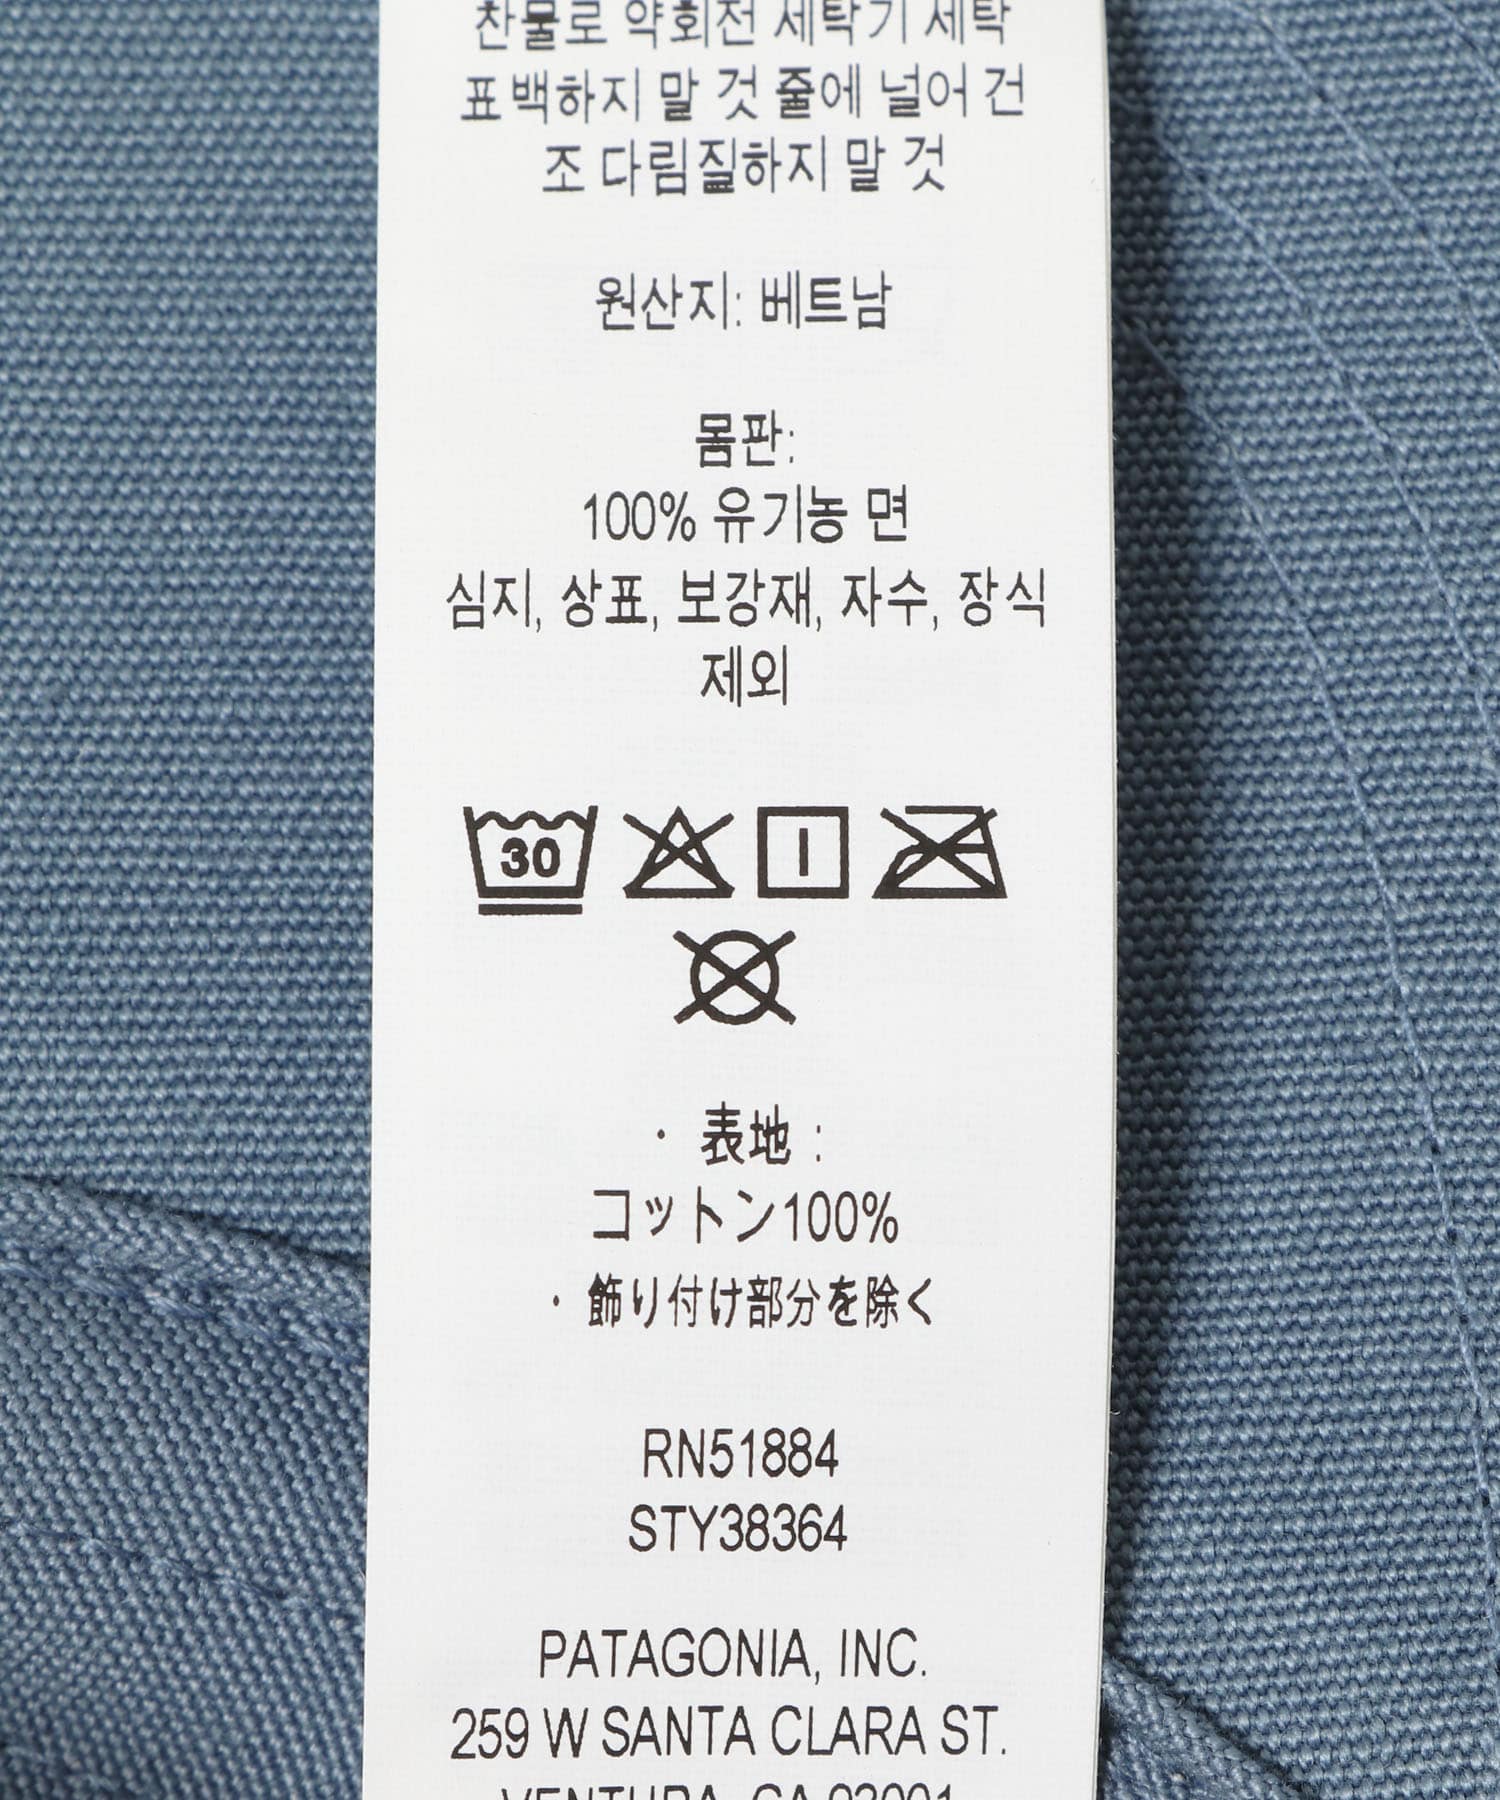 찬물로 약회전 세탁기 세탁
표백하지 말 것 줄에 널어 건
조 다림질하지 말 것
원산지: 베트남
몸판:
100% 유기농 면
심지, 상표, 보강재, 자수, 장식
제외
30
・ 表地 :
コットン100%
・ 飾り付け部分を除く
RN51884
STY38364
PATAGONIA, INC.
259 W SANTA CLARA ST.
VENTURA, CA 93001